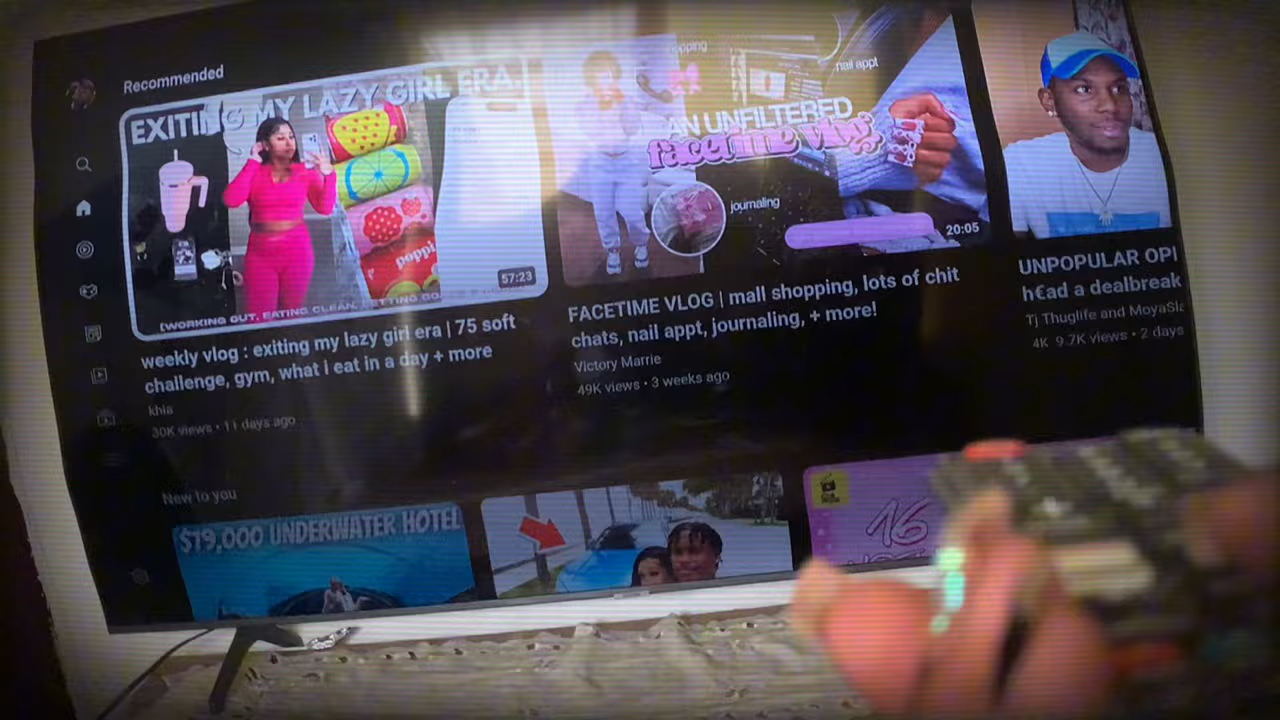 Recommended
EXITING MY LAZY GIRL ERA.
poppi
57:23
weekly vlog : exiting my lazy girl era | 75 soft
challenge, gym, what i eat in a day + more
khia
30K views • 11 days ago
nail appt
AN UNFILTERED
facetime vlog
journaling
20:05
FACETIME VLOG | mall shopping, lots of chit
chats, nail appt, journaling, + more!
Victory Marrie
49K views • 3 weeks ago
UNPOPULAR OPI
h€ad a dealbreak
Tj Thuglife and MoyaSl
4K 9.7K views • 2 days
New to you
$19,000 UNDERWATER HOTEL
16